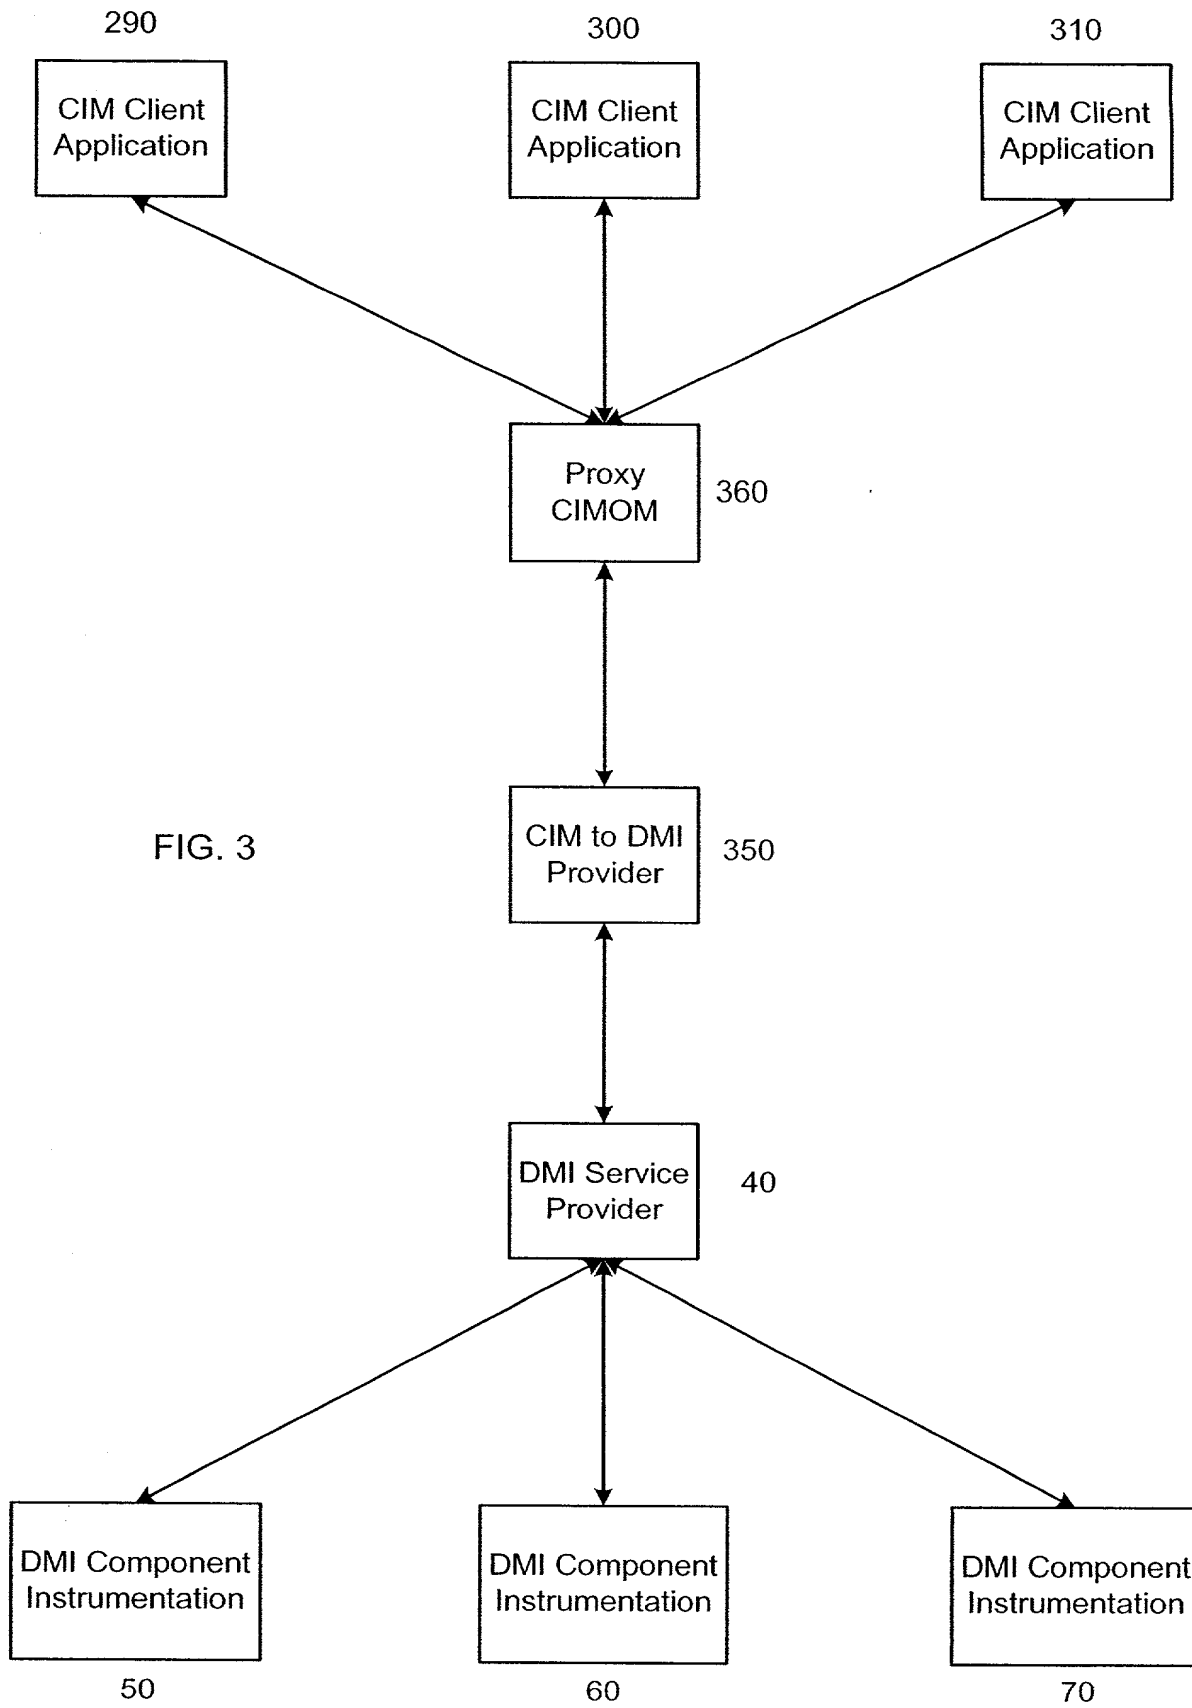 290
300
310
CIM Client
Application
CIM Client
Application
CIM Client
Application
Proxy
CIMOM
360
FIG. 3
CIM to DMI
Provider
350
DMI Service
Provider
40
DMI Component
Instrumentation
DMI Component
Instrumentation
DMI Component
Instrumentation
50
60
70